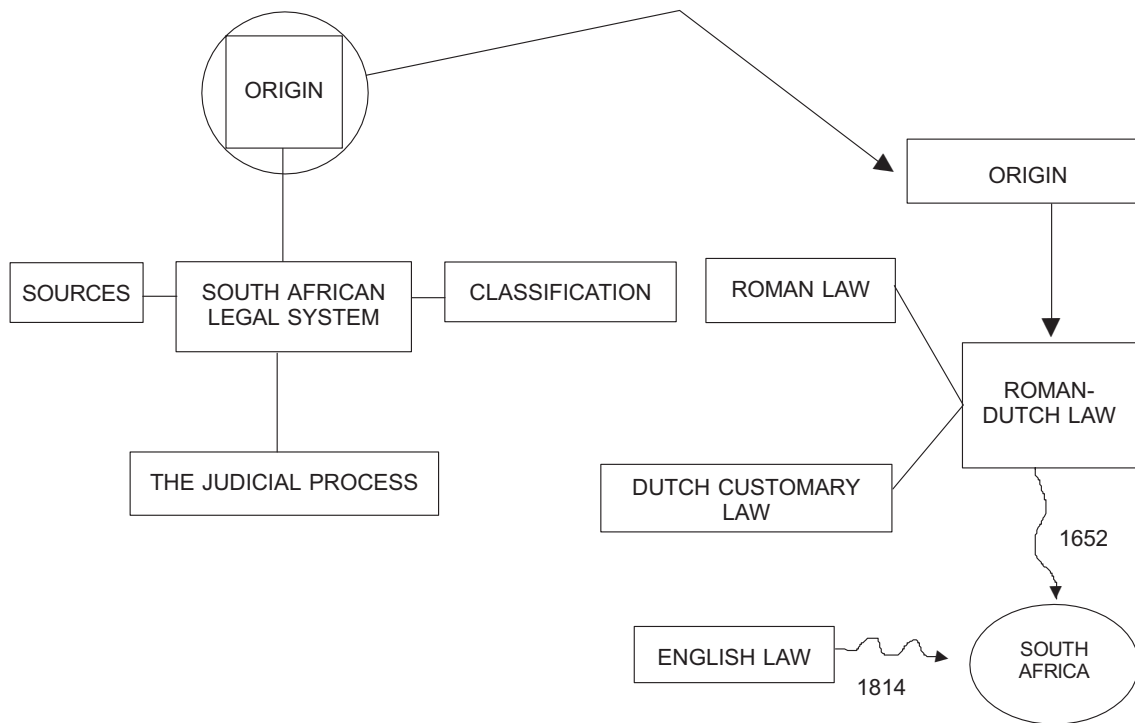 ORIGIN
SOURCES
SOUTH AFRICAN
LEGAL SYSTEM
CLASSIFICATION
THE JUDICIAL PROCESS
ORIGIN
ROMAN LAW
ROMAN-
DUTCH LAW
DUTCH CUSTOMARY
LAW
1652
ENGLISH LAW
1814
SOUTH
AFRICA